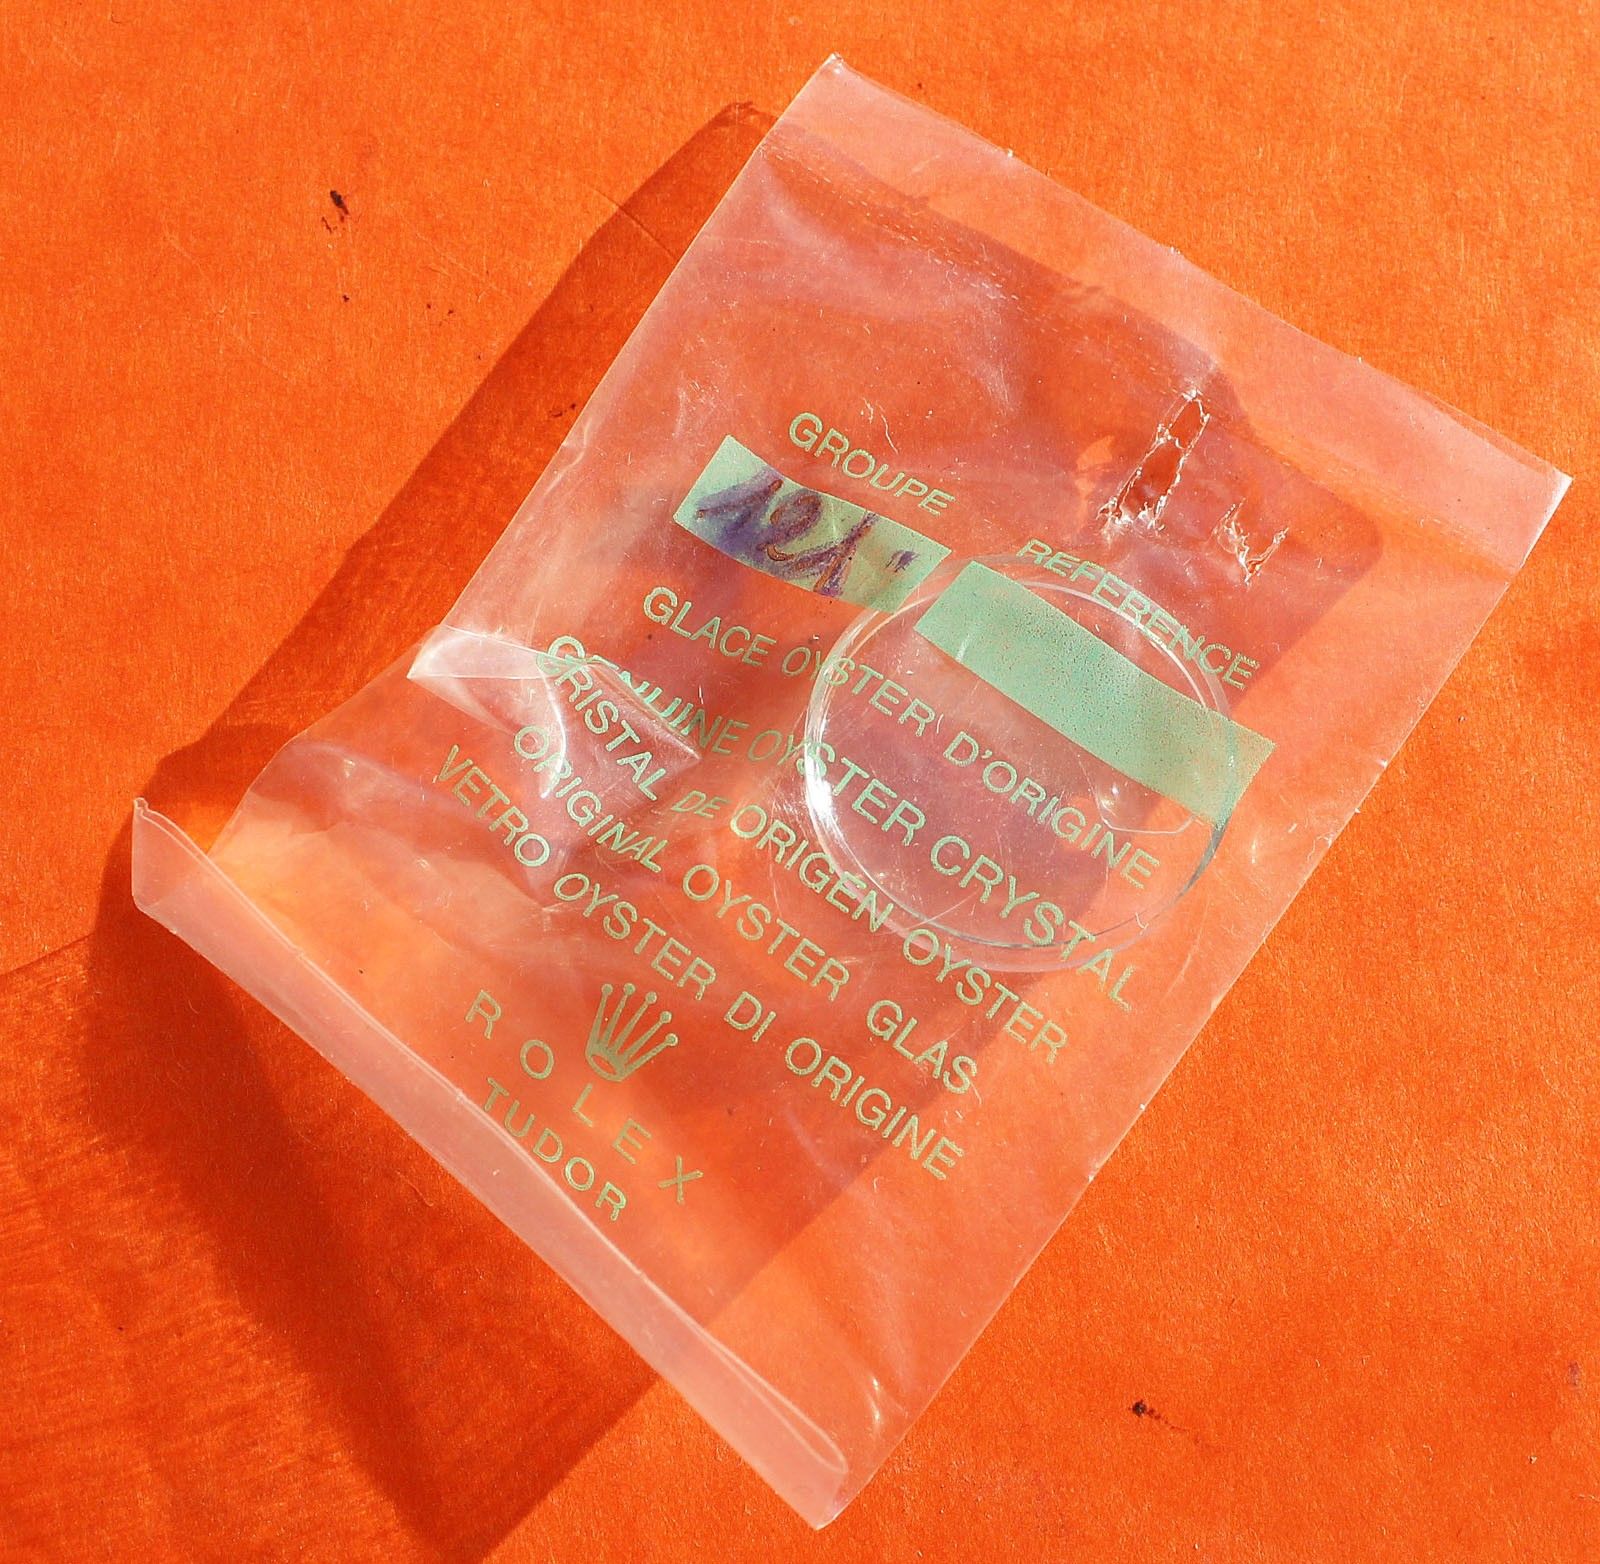 GROUPE
121
REFERENCE
GLACE OYSTER D'ORIGINE
GENUINE OYSTER CRYSTAL
CRISTAL DE ORIGEN OYSTER
ORIGINAL OYSTER GLAS
VETRO OYSTER DI ORIGINE
ROLEX
TUDOR